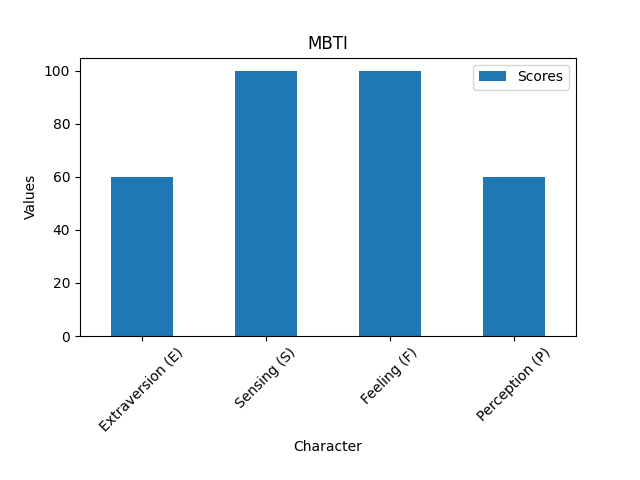 MBTI
Scores
Values
100
80
60
40
20
0
Extraversion (E)
Sensing (S)
Feeling (F)
Perception (P)
Character